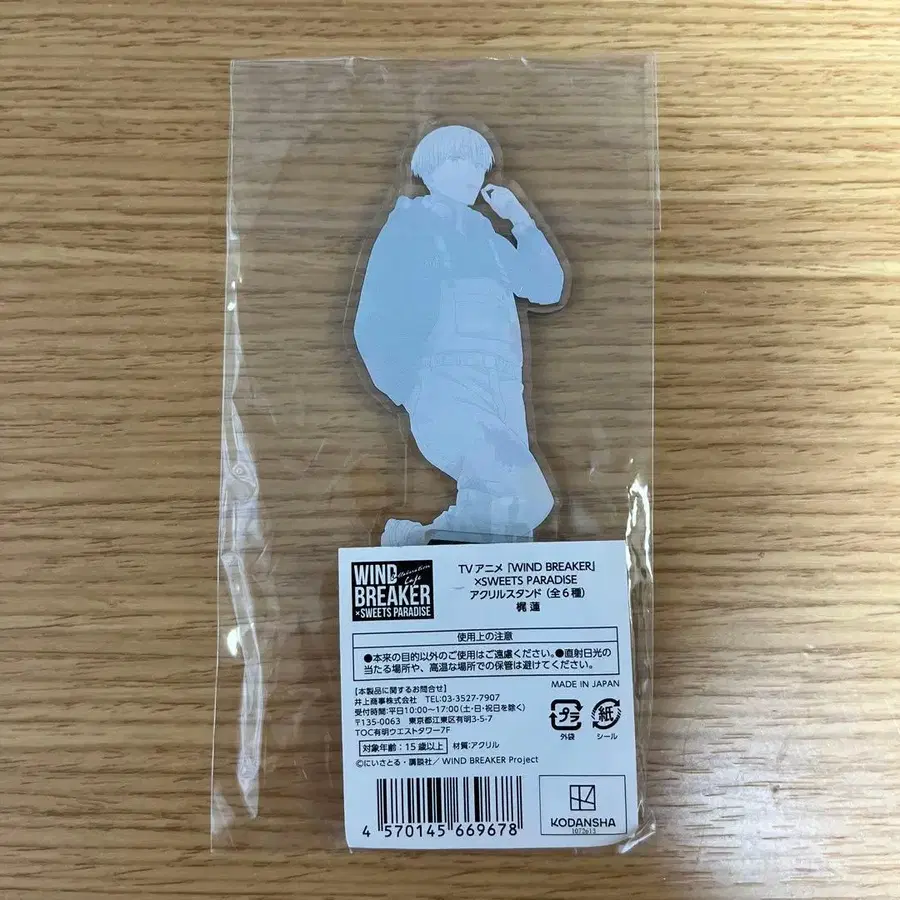 WIND
Collaboration
Cafe
BREAKER
×SWEETS PARADISE
TV アニメ「WIND BREAKER」
×SWEETS PARADISE
アクリルスタンド (全6種)
梶 蓮
使用上の注意
●本来の目的以外のご使用はご遠慮ください。●直射日光の
当たる場所や、高温な場所での保管は避けてください。
MADE IN JAPAN
【本製品に関するお問合せ】
井上商事株式会社 TEL:03-3527-7907
受付時間:平日10:00~17:00(土・日・祝日を除く)
〒135-0063 東京都江東区有明3-5-7
TOC有明ウエストタワー7F
プラ
外袋
紙
シール
対象年齢:15歳以上 材質:アクリル
©にいさとる・講談社/WIND BREAKER Project
4 570145 669678
KODANSHA
1072613